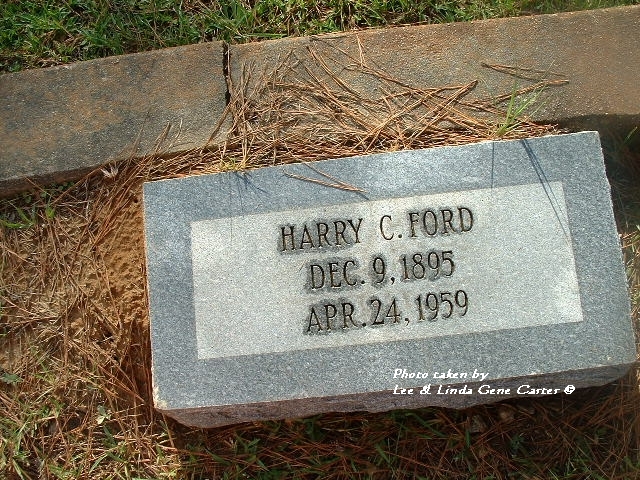 HARRY C. FORD
DEC. 9, 1895
APR. 24, 1959
Photo taken by
Lee & Linda Gene Carter ©